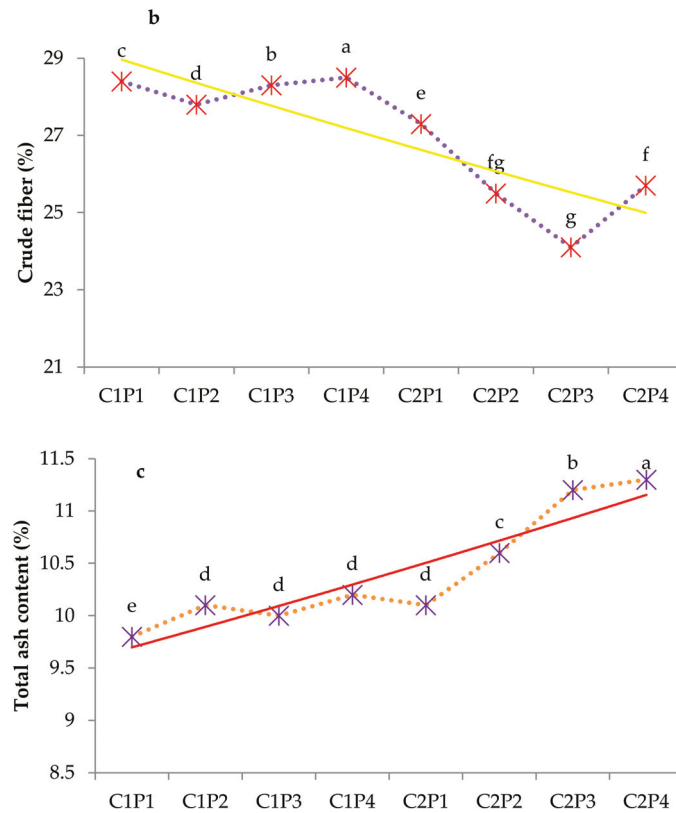 b
Crude fiber (%)
29
27
25
23
21
c
d
b
a
e
fg
g
f
C1P1 C1P2 C1P3 C1P4 C2P1 C2P2 C2P3 C2P4
c
Total ash content (%)
11.5
11
10.5
10
9.5
9
8.5
e
d
d
d
d
c
b
a
C1P1 C1P2 C1P3 C1P4 C2P1 C2P2 C2P3 C2P4